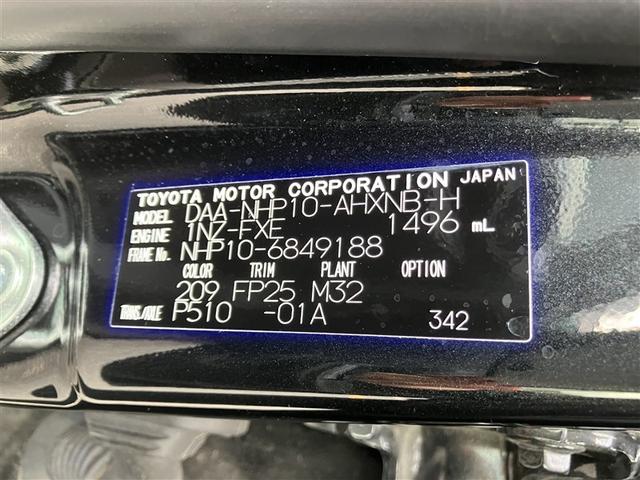 TOYOTA MOTOR CORPORATION JAPAN
MODEL DAA-NHP10-AHXNB-H
ENGINE 1NZ-FXE 1496 mL
FRAME No. NHP10-6849188
COLOR TRIM PLANT OPTION
209 FP25 M32
TRANS/AXLE P510 -01A 342